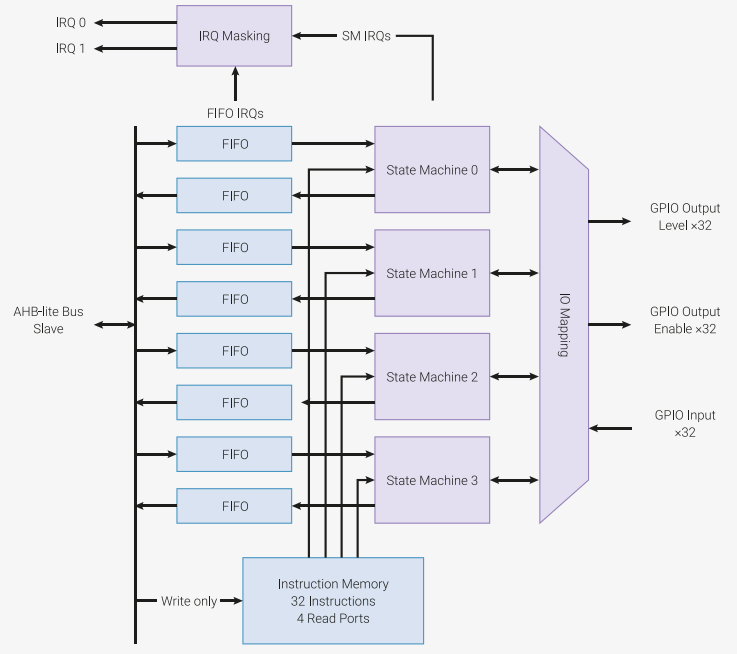 IRQ 0
IRQ 1
IRQ Masking
SM IRQs
FIFO IRQs
FIFO
FIFO
FIFO
FIFO
FIFO
FIFO
FIFO
FIFO
State Machine 0
State Machine 1
State Machine 2
State Machine 3
AHB-lite Bus
Slave
IO Mapping
GPIO Output
Level ×32
GPIO Output
Enable ×32
GPIO Input
×32
Write only
Instruction Memory
32 Instructions
4 Read Ports